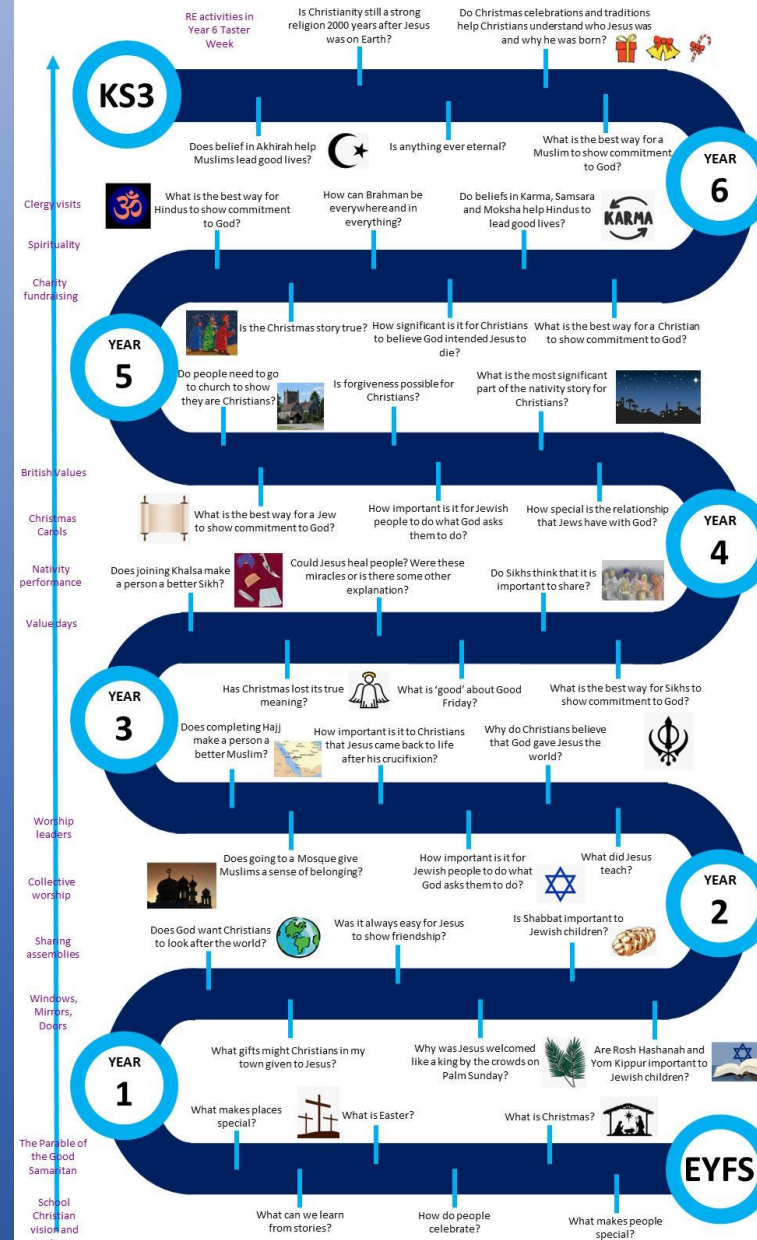 RE activities in
Year 6 Taster
Week
Is Christianity still a strong
religion 2000 years after Jesus
was on Earth?
Do Christmas celebrations and traditions
help Christians understand who Jesus was
and why he was born?
KS3
Does belief in Akhirah help
Muslims lead good lives?
Is anything ever eternal?
What is the best way for a
Muslim to show commitment
to God?
YEAR
6
Clergy visits
Spirituality
Charity
fundraising
What is the best way for
Hindus to show commitment
to God?
How can Brahman be
everywhere and in
everything?
Do beliefs in Karma, Samsara
and Moksha help Hindus to
lead good lives?
KARMA
Is the Christmas story true?
How significant is it for Christians
to believe God intended Jesus to
die?
What is the best way for a Christian
to show commitment to God?
YEAR
5
Do people need to go
to church to show
they are Christians?
Is forgiveness possible for
Christians?
What is the most significant
part of the nativity story for
Christians?
British Values
Christmas
Carols
Nativity
performance
Value days
What is the best way for a Jew
to show commitment to God?
How important is it for Jewish
people to do what God asks
them to do?
How special is the relationship
that Jews have with God?
YEAR
4
Does joining Khalsa make
a person a better Sikh?
Could Jesus heal people? Were these
miracles or is there some other
explanation?
Do Sikhs think that it is
important to share?
Has Christmas lost its true
meaning?
What is ‘good’ about Good
Friday?
What is the best way for Sikhs to
show commitment to God?
YEAR
3
Does completing Hajj
make a person a
better Muslim?
How important is it to Christians
that Jesus came back to life
after his crucifixion?
Why do Christians believe
that God gave Jesus the
world?
Worship
leaders
Collective
worship
Sharing
assemblies
Windows,
Mirrors,
Doors
Does going to a Mosque give
Muslims a sense of belonging?
How important is it for
Jewish people to do what
God asks them to do?
What did Jesus
teach?
YEAR
2
Does God want Christians
to look after the world?
Was it always easy for Jesus
to show friendship?
Is Shabbat important to
Jewish children?
What gifts might Christians in my
town given to Jesus?
Why was Jesus welcomed
like a king by the crowds on
Palm Sunday?
Are Rosh Hashanah and
Yom Kippur important to
Jewish children?
YEAR
1
What makes places
special?
What is Easter?
What is Christmas?
The Parable of
the Good
Samaritan
School
Christian
vision and
EYFS
What can we learn
from stories?
How do people
celebrate?
What makes people
special?